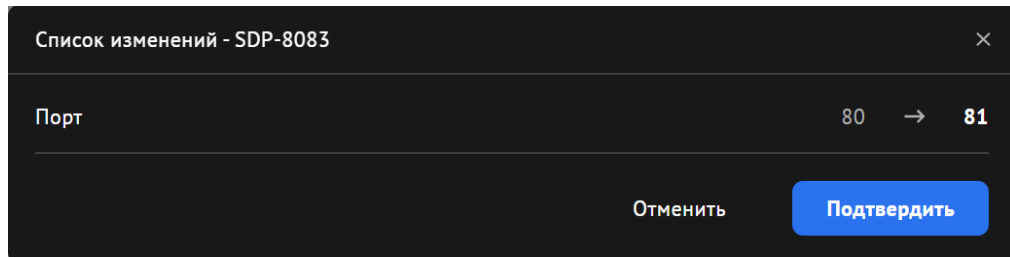 Список изменений - SDP-8083
Порт 80 → 81
Отменить Подтвердить